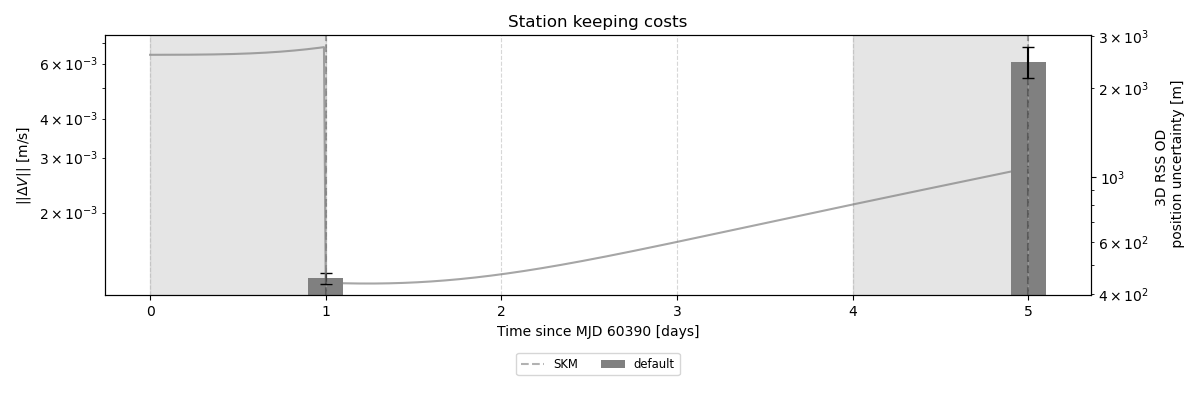 Station keeping costs
||ΔV|| [m/s]
6 × 10⁻³
4 × 10⁻³
3 × 10⁻³
2 × 10⁻³
3 × 10³
2 × 10³
10³
6 × 10²
4 × 10²
3D RSS OD
position uncertainty [m]
0 1 2 3 4 5
Time since MJD 60390 [days]
SKM default